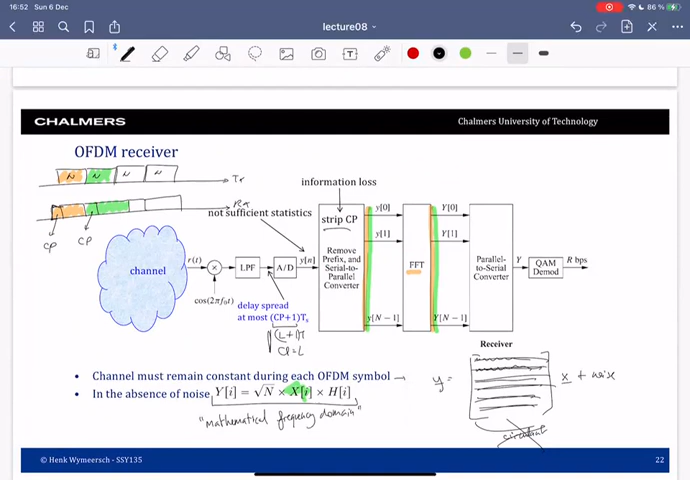 16:52 Sun 6 Dec
86 %
lecture08
CHALMERS
Chalmers University of Technology
OFDM receiver
N N N N
Tx
Rx
CP CP
information loss
not sufficient statistics
strip CP
channel
r(t)
LPF
A/D
y[n]
cos(2πf₀t)
Remove
Prefix, and
Serial-to-
Parallel
Converter
y[0]
y[1]
y[N − 1]
FFT
Y[0]
Y[1]
Y[N − 1]
Parallel-
to-Serial
Converter
Y
QAM
Demod
R bps
Receiver
delay spread
at most (CP+1)Tₛ
(L+1)T
CP=L
• Channel must remain constant during each OFDM symbol
• In the absence of noise Y[i] = √N × X[i] × H[i]
"mathematical frequency domain"
y =
x + noise
circulant
© Henk Wymeersch - SSY135
22